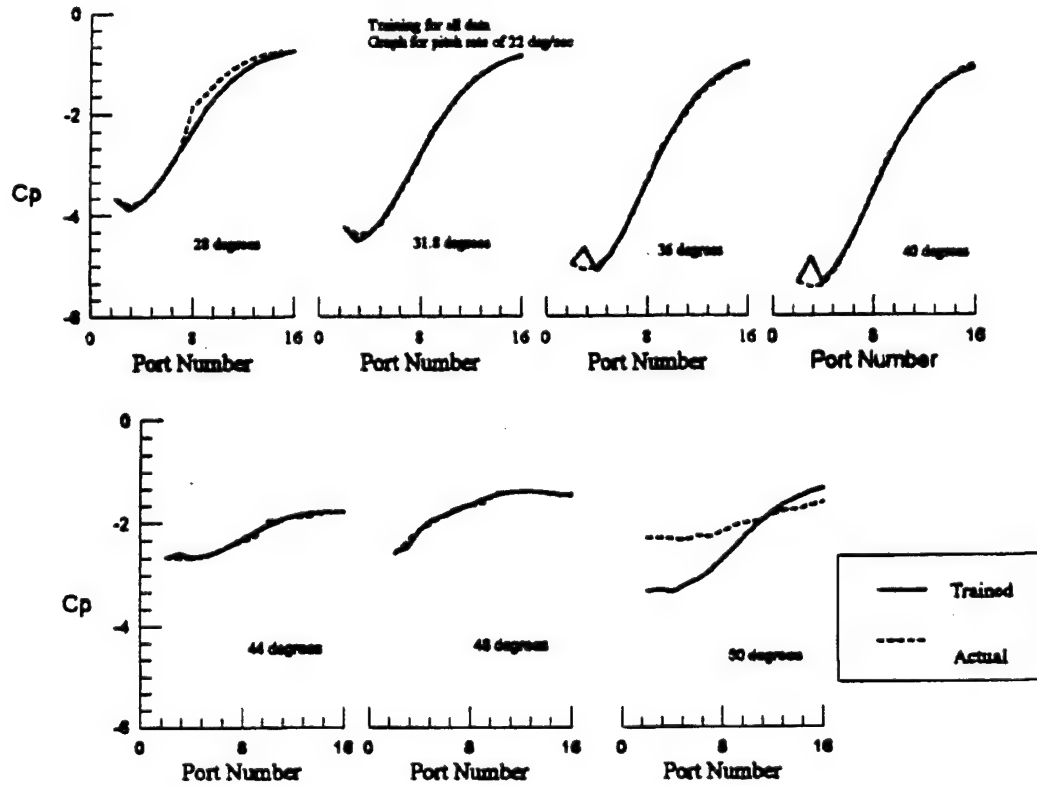 Training for all data
Graph for pitch rate of 22 deg/sec
0
-2
Cp
-4
-6
28 degrees
31.8 degrees
36 degrees
40 degrees
0 8 16 0 8 16 0 8 16 0 8 16
Port Number Port Number Port Number Port Number
0
-2
Cp
-4
-6
44 degrees
48 degrees
50 degrees
Trained
Actual
0 8 16 0 8 16 0 8 16
Port Number Port Number Port Number